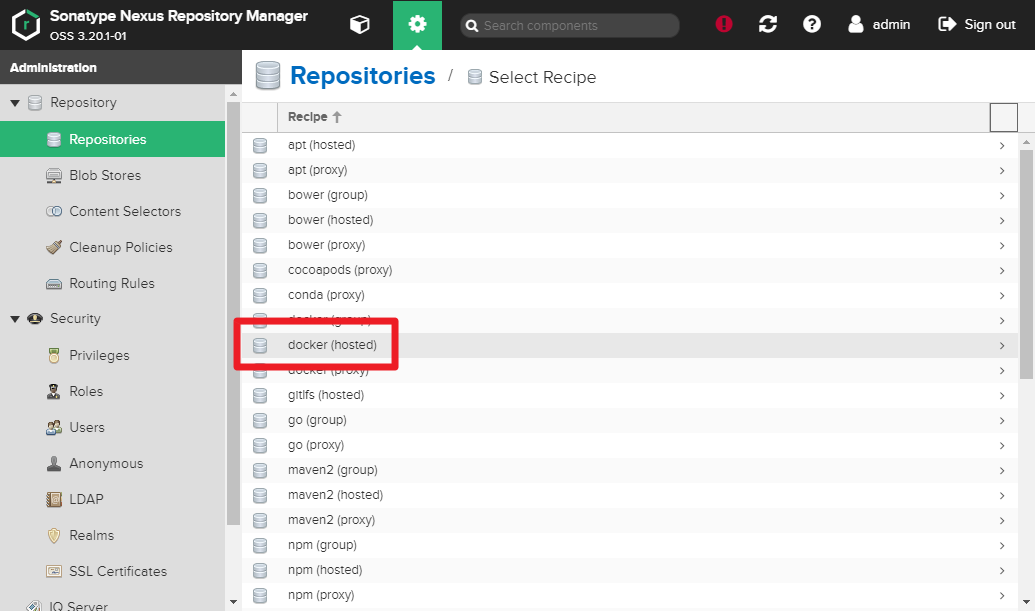 Sonatype Nexus Repository Manager
OSS 3.20.1-01
Search components
admin
Sign out
Administration
Repository
Repositories
Blob Stores
Content Selectors
Cleanup Policies
Routing Rules
Security
Privileges
Roles
Users
Anonymous
LDAP
Realms
SSL Certificates
IQ Server
Repositories / Select Recipe
Recipe
apt (hosted)
apt (proxy)
bower (group)
bower (hosted)
bower (proxy)
cocoapods (proxy)
conda (proxy)
docker (group)
docker (hosted)
docker (proxy)
gitlfs (hosted)
go (group)
go (proxy)
maven2 (group)
maven2 (hosted)
maven2 (proxy)
npm (group)
npm (hosted)
npm (proxy)